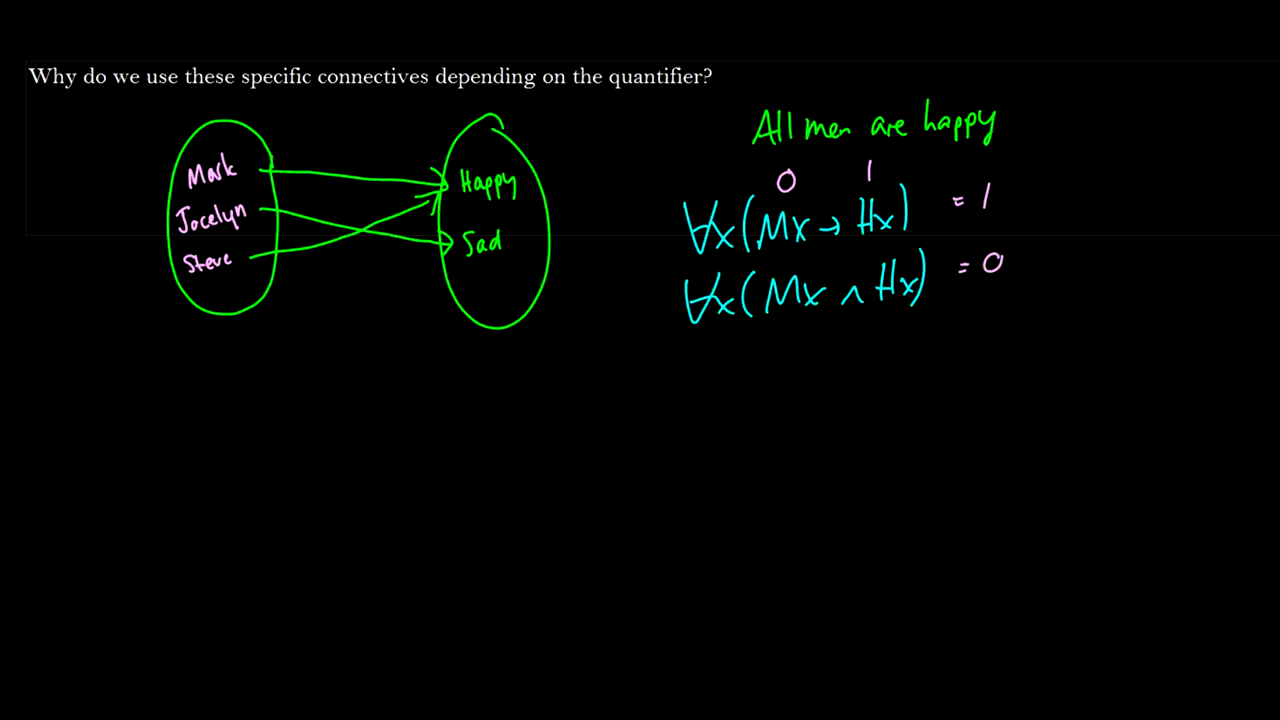 Why do we use these specific connectives depending on the quantifier?
Mark
Jocelyn
Steve
Happy
Sad
All men are happy
0 1
∀x(Mx → Hx) = 1
∀x(Mx ∧ Hx) = 0